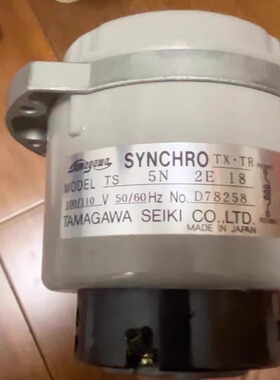 Tamagawa SYNCHRO TX-TR
MODEL TS 5N 2E 18
100/110 V 50/60Hz No. D78258
TAMAGAWA SEIKI CO., LTD.
MADE IN JAPAN